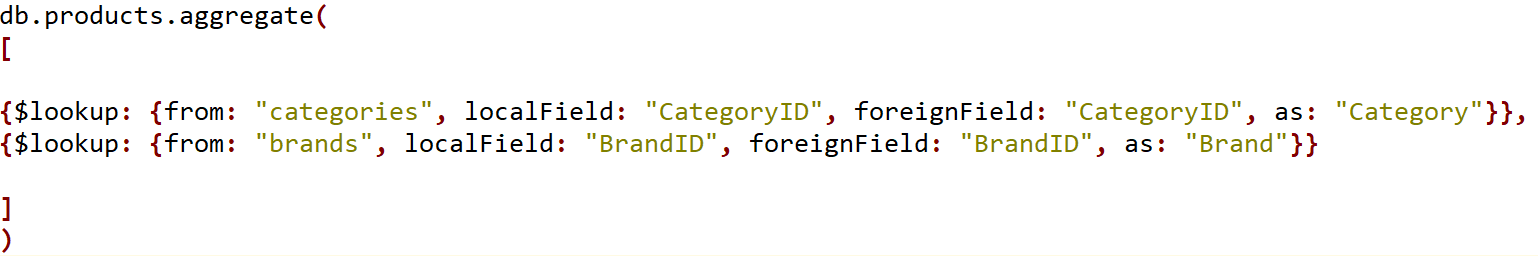 db.products.aggregate(
[
{$lookup: {from: "categories", localField: "CategoryID", foreignField: "CategoryID", as: "Category"}},
{$lookup: {from: "brands", localField: "BrandID", foreignField: "BrandID", as: "Brand"}}
]
)